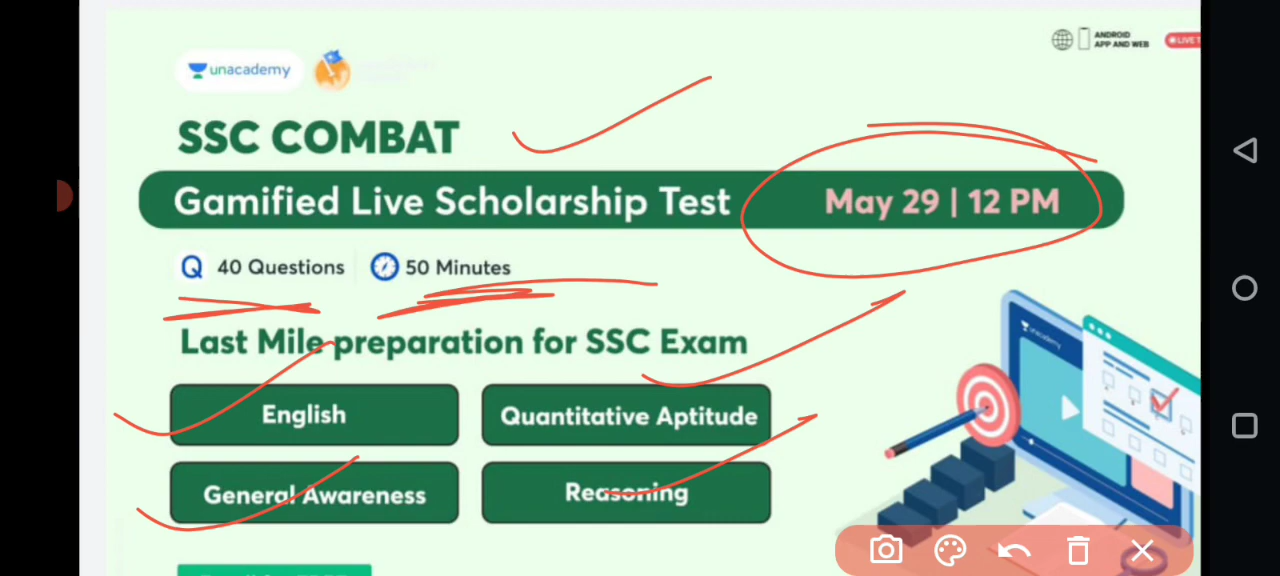 ANDROID
APP AND WEB
LIVE
unacademy
SSC COMBAT
Gamified Live Scholarship Test May 29 | 12 PM
Q 40 Questions 50 Minutes
Last Mile preparation for SSC Exam
English Quantitative Aptitude
General Awareness Reasoning
unacademy